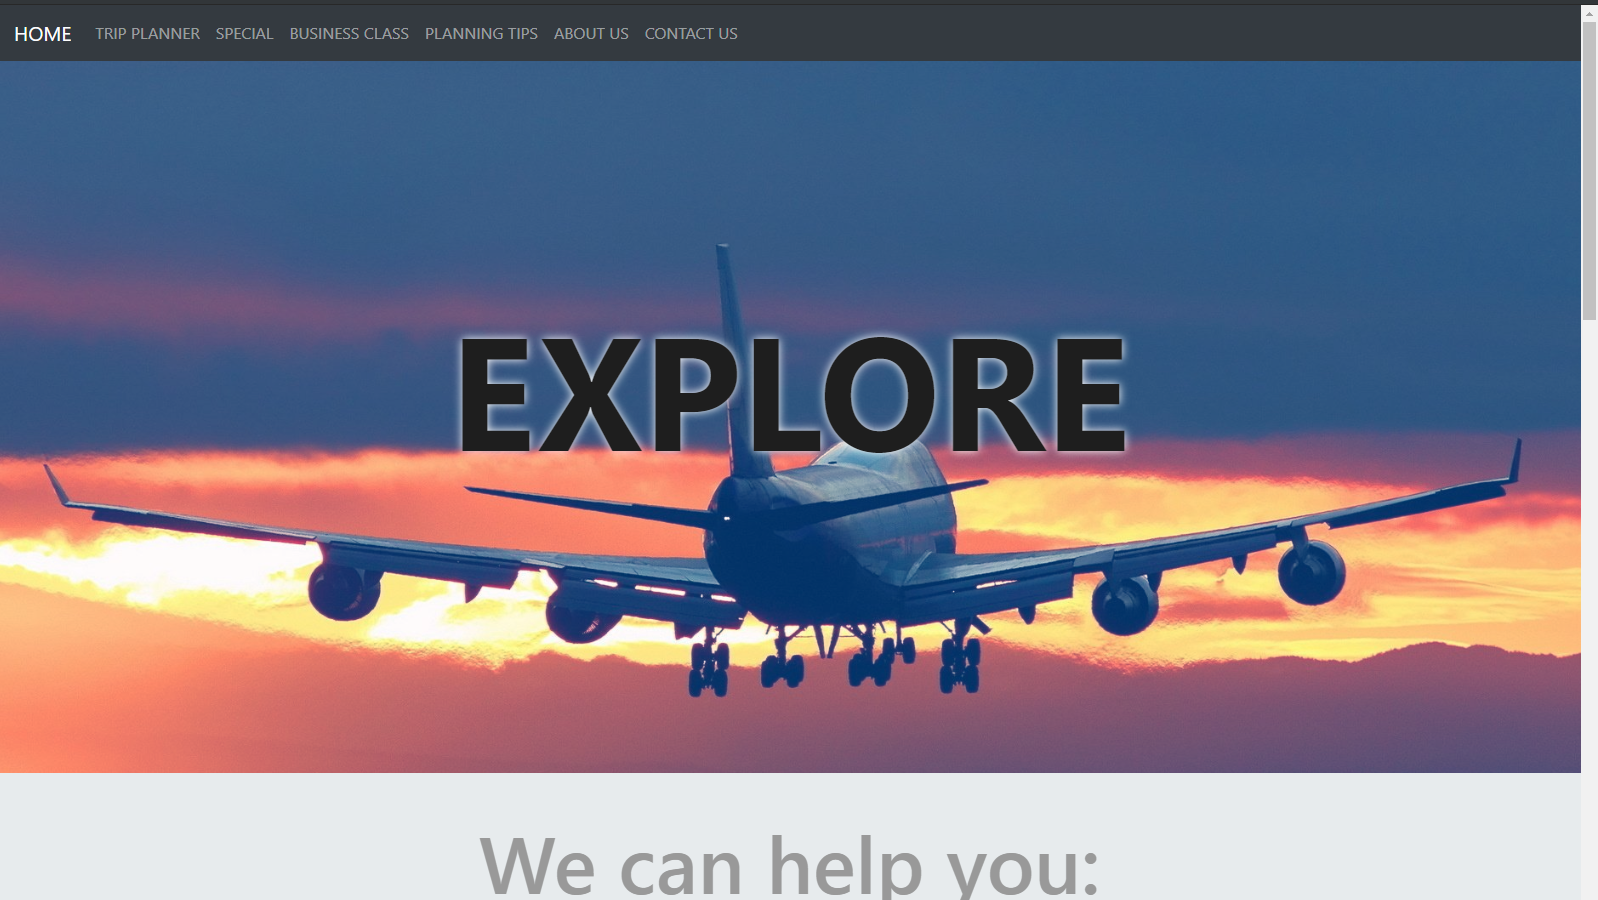 HOME TRIP PLANNER SPECIAL BUSINESS CLASS PLANNING TIPS ABOUT US CONTACT US
EXPLORE
We can help you: